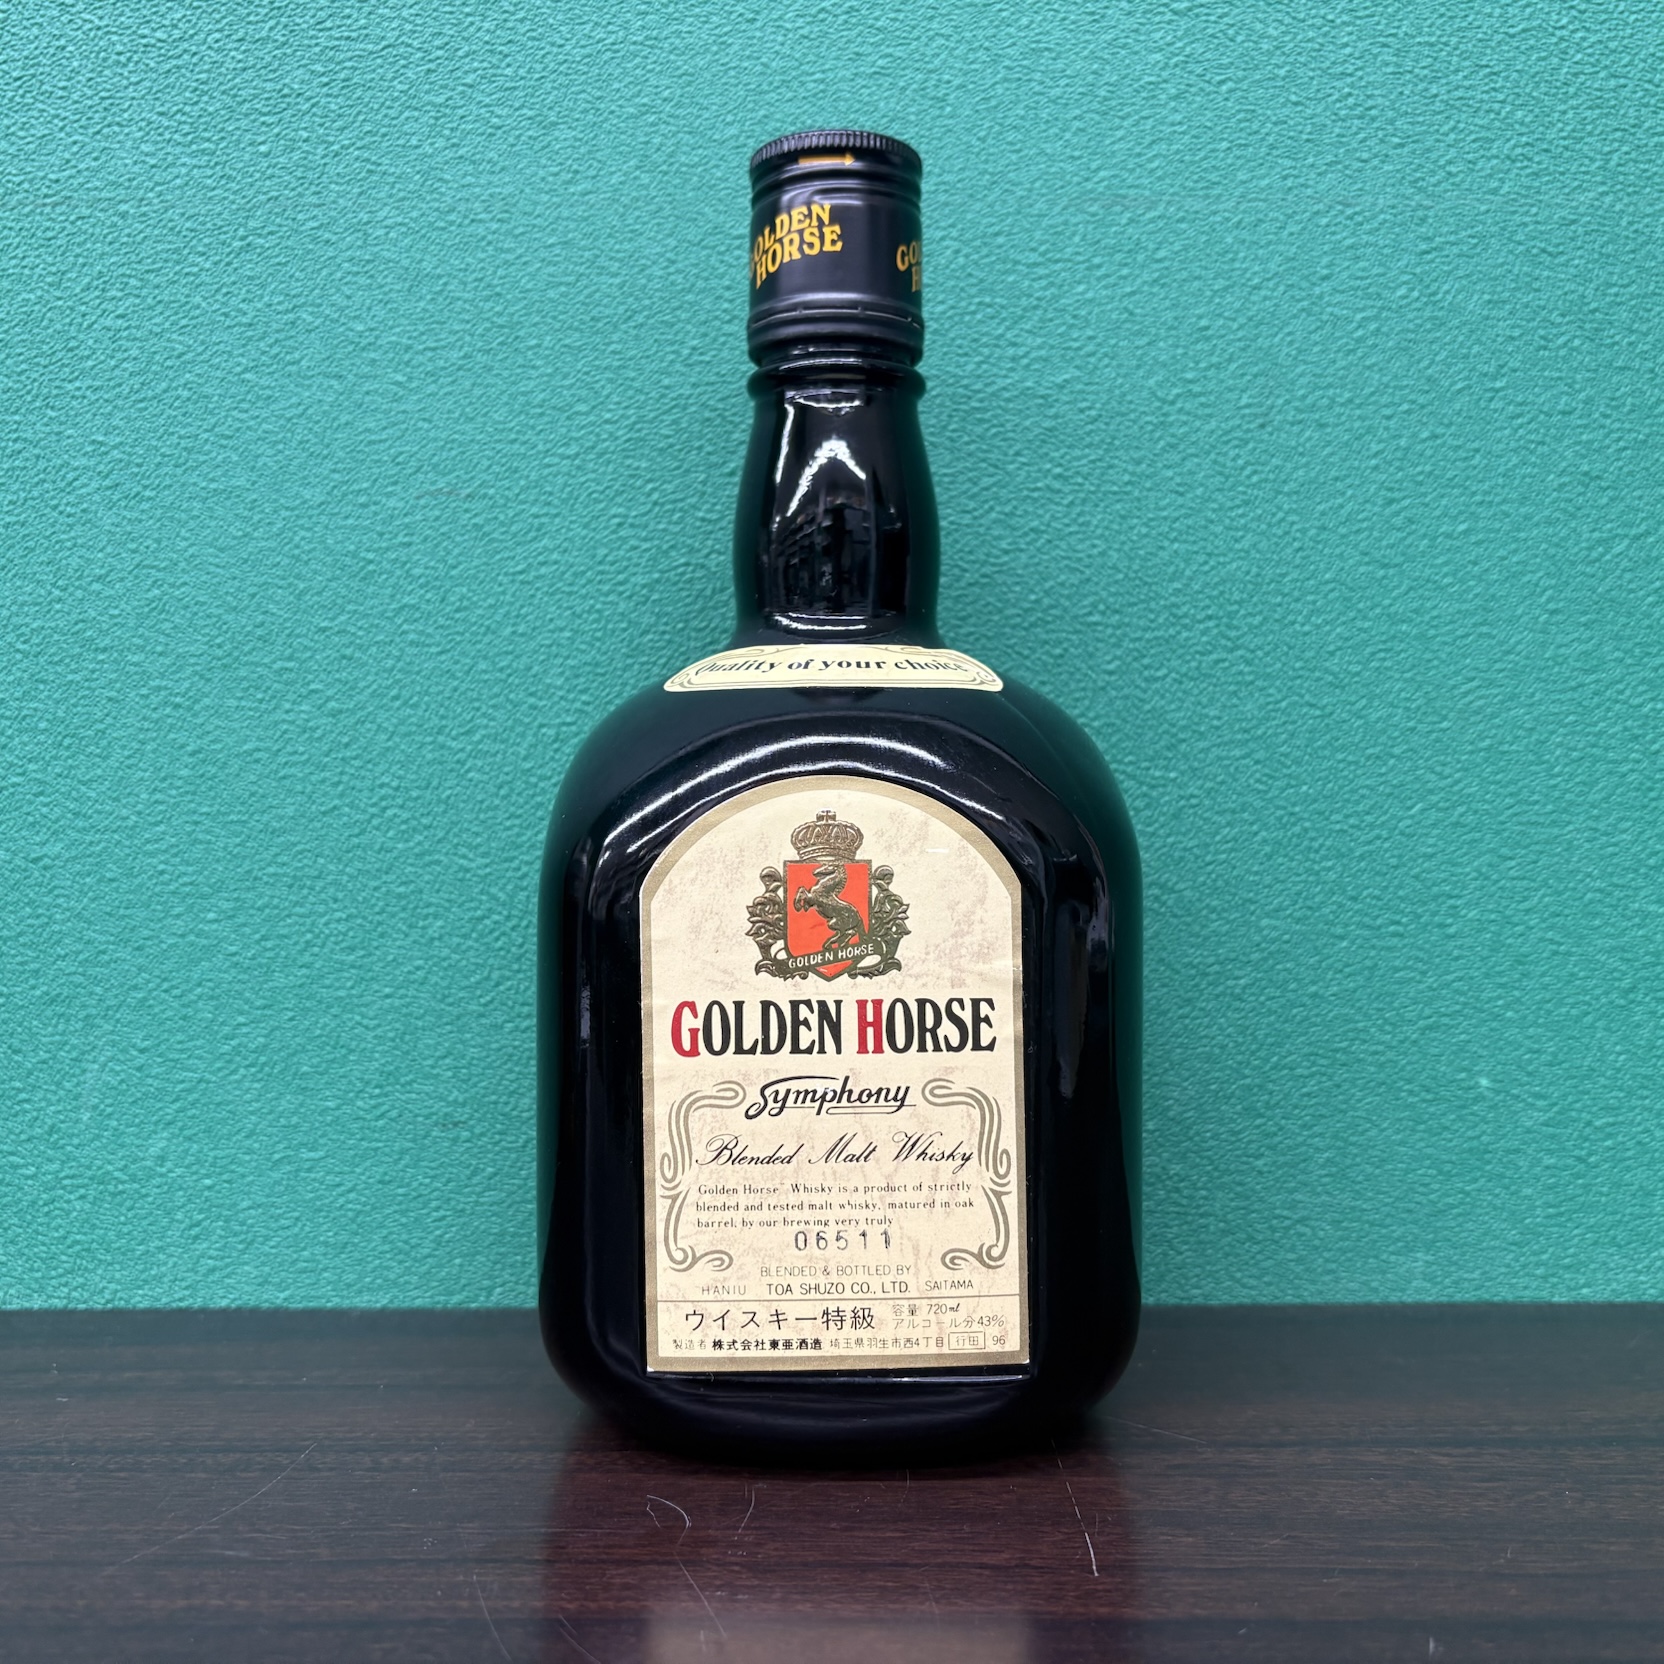 GOLDEN
HORSE
Quality of your choice
GOLDEN HORSE
GOLDEN HORSE
Symphony
Blended Malt Whisky
Golden Horse Whisky is a product of strictly
blended and tested malt whisky, matured in oak
barrel, by our brewing very truly
06511
BLENDED & BOTTLED BY
HANIU TOA SHUZO CO., LTD. SAITAMA
ウイスキー特級 容量 720ml
アルコール分43%
製造者 株式会社東亜酒造 埼玉県羽生市西4丁目 行田 96